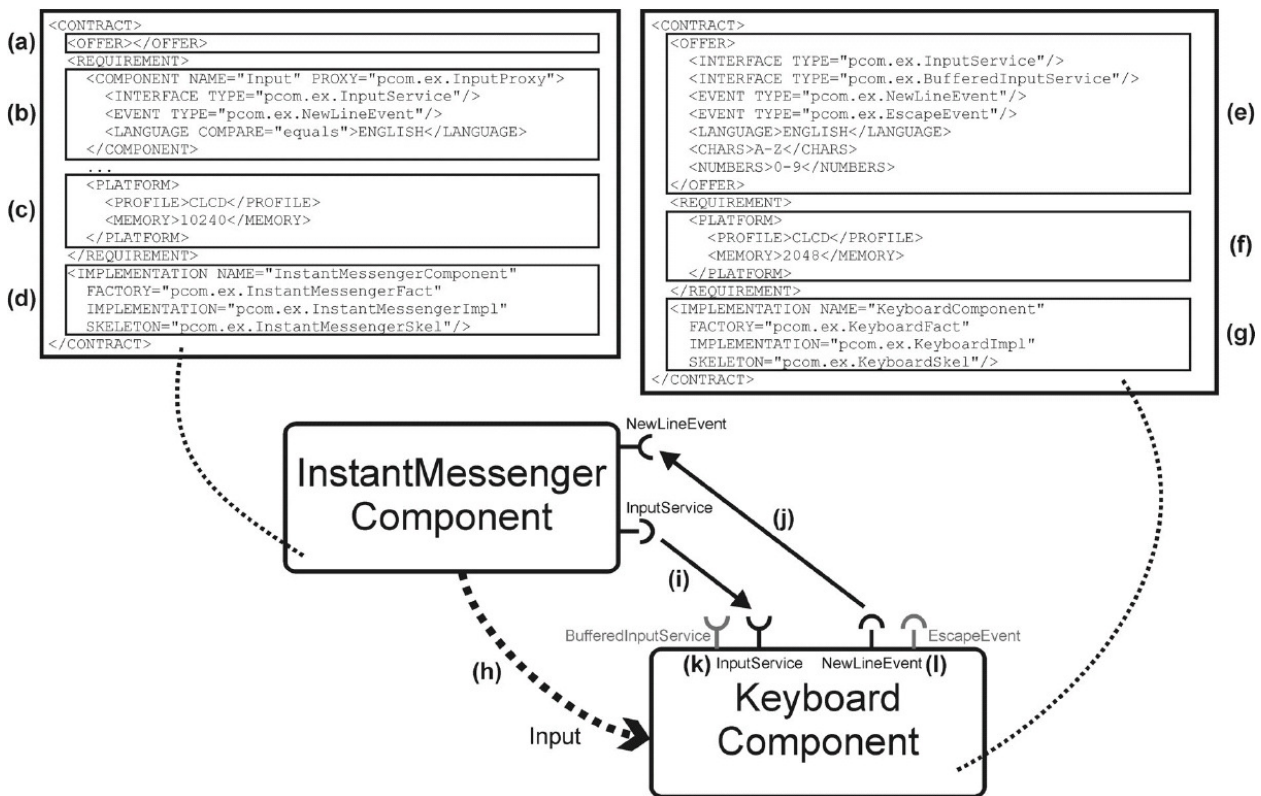 <CONTRACT>
(a)
<OFFER></OFFER>
<REQUIREMENT>
(b)
<COMPONENT NAME="Input" PROXY="pcom.ex.InputProxy">
<INTERFACE TYPE="pcom.ex.InputService"/>
<EVENT TYPE="pcom.ex.NewLineEvent"/>
<LANGUAGE COMPARE="equals">ENGLISH</LANGUAGE>
</COMPONENT>
...
(c)
<PLATFORM>
<PROFILE>CLCD</PROFILE>
<MEMORY>10240</MEMORY>
</PLATFORM>
</REQUIREMENT>
(d)
<IMPLEMENTATION NAME="InstantMessengerComponent"
FACTORY="pcom.ex.InstantMessengerFact"
IMPLEMENTATION="pcom.ex.InstantMessengerImpl"
SKELETON="pcom.ex.InstantMessengerSkel"/>
</CONTRACT>
<CONTRACT>
<OFFER>
<INTERFACE TYPE="pcom.ex.InputService"/>
<INTERFACE TYPE="pcom.ex.BufferedInputService"/>
<EVENT TYPE="pcom.ex.NewLineEvent"/>
<EVENT TYPE="pcom.ex.EscapeEvent"/>
<LANGUAGE>ENGLISH</LANGUAGE>
<CHARS>A-Z</CHARS>
<NUMBERS>0-9</NUMBERS>
</OFFER>
(e)
<REQUIREMENT>
<PLATFORM>
<PROFILE>CLCD</PROFILE>
<MEMORY>2048</MEMORY>
</PLATFORM>
(f)
</REQUIREMENT>
<IMPLEMENTATION NAME="KeyboardComponent"
FACTORY="pcom.ex.KeyboardFact"
IMPLEMENTATION="pcom.ex.KeyboardImpl"
SKELETON="pcom.ex.KeyboardSkel"/>
(g)
</CONTRACT>
NewLineEvent
InstantMessenger
Component
InputService
(j)
(i)
(h)
Input
BufferedInputService
EscapeEvent
(k)
InputService
NewLineEvent
(l)
Keyboard
Component